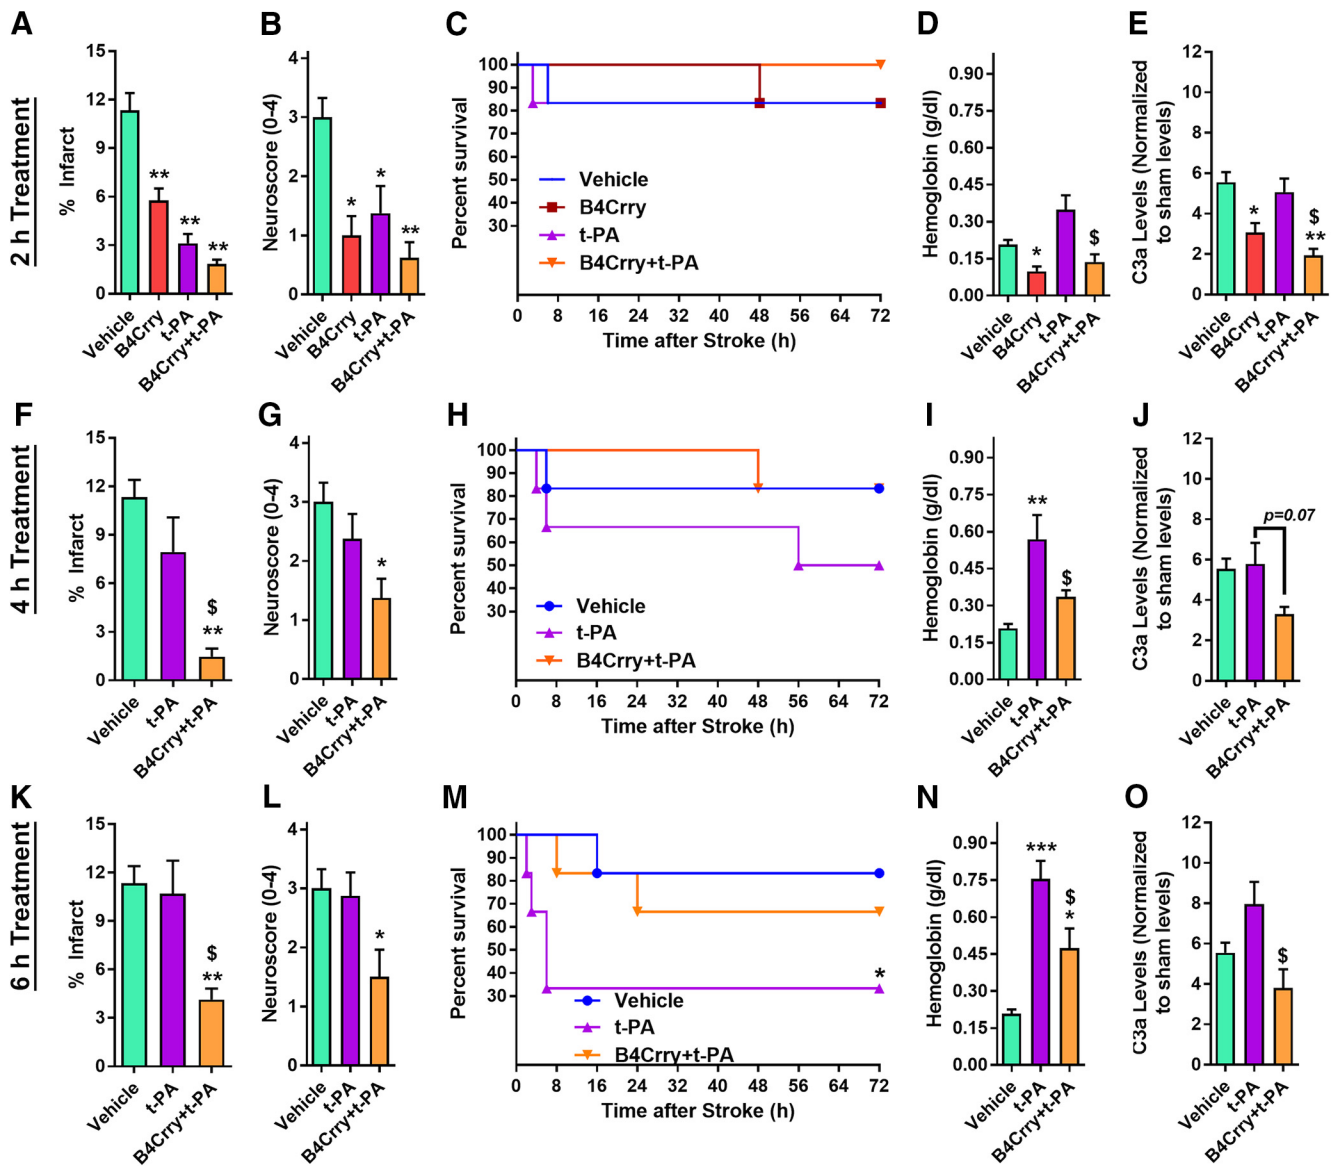 A
B
C
D
E
2 h Treatment
% Infarct
15
12
9
6
3
0
**
**
**
Vehicle
B4Crry
t-PA
B4Crry+t-PA
Neuroscore (0-4)
4
3
2
1
0
*
*
**
Vehicle
B4Crry
t-PA
B4Crry+t-PA
Percent survival
100
90
80
70
60
50
40
30
Vehicle
B4Crry
t-PA
B4Crry+t-PA
0 8 16 24 32 40 48 56 64 72
Time after Stroke (h)
Hemoglobin (g/dl)
0.90
0.75
0.60
0.45
0.30
0.15
0.00
*
$
Vehicle
B4Crry
t-PA
B4Crry+t-PA
C3a Levels (Normalized
to sham levels)
12
10
8
6
4
2
0
*
$
**
Vehicle
B4Crry
t-PA
B4Crry+t-PA
F
G
H
I
J
4 h Treatment
% Infarct
15
12
9
6
3
0
$
**
Vehicle
t-PA
B4Crry+t-PA
Neuroscore (0-4)
4
3
2
1
0
*
Vehicle
t-PA
B4Crry+t-PA
Percent survival
100
90
80
70
60
50
40
30
Vehicle
t-PA
B4Crry+t-PA
0 8 16 24 32 40 48 56 64 72
Time after Stroke (h)
Hemoglobin (g/dl)
0.90
0.75
0.60
0.45
0.30
0.15
0.00
**
$
Vehicle
t-PA
B4Crry+t-PA
C3a Levels (Normalized
to sham levels)
12
10
8
6
4
2
0
p=0.07
Vehicle
t-PA
B4Crry+t-PA
K
L
M
N
O
6 h Treatment
% Infarct
15
12
9
6
3
0
$
**
Vehicle
t-PA
B4Crry+t-PA
Neuroscore (0-4)
4
3
2
1
0
*
Vehicle
t-PA
B4Crry+t-PA
Percent survival
100
90
80
70
60
50
40
30
*
Vehicle
t-PA
B4Crry+t-PA
0 8 16 24 32 40 48 56 64 72
Time after Stroke (h)
Hemoglobin (g/dl)
0.90
0.75
0.60
0.45
0.30
0.15
0.00
***
$
*
Vehicle
t-PA
B4Crry+t-PA
C3a Levels (Normalized
to sham levels)
12
10
8
6
4
2
0
$
Vehicle
t-PA
B4Crry+t-PA